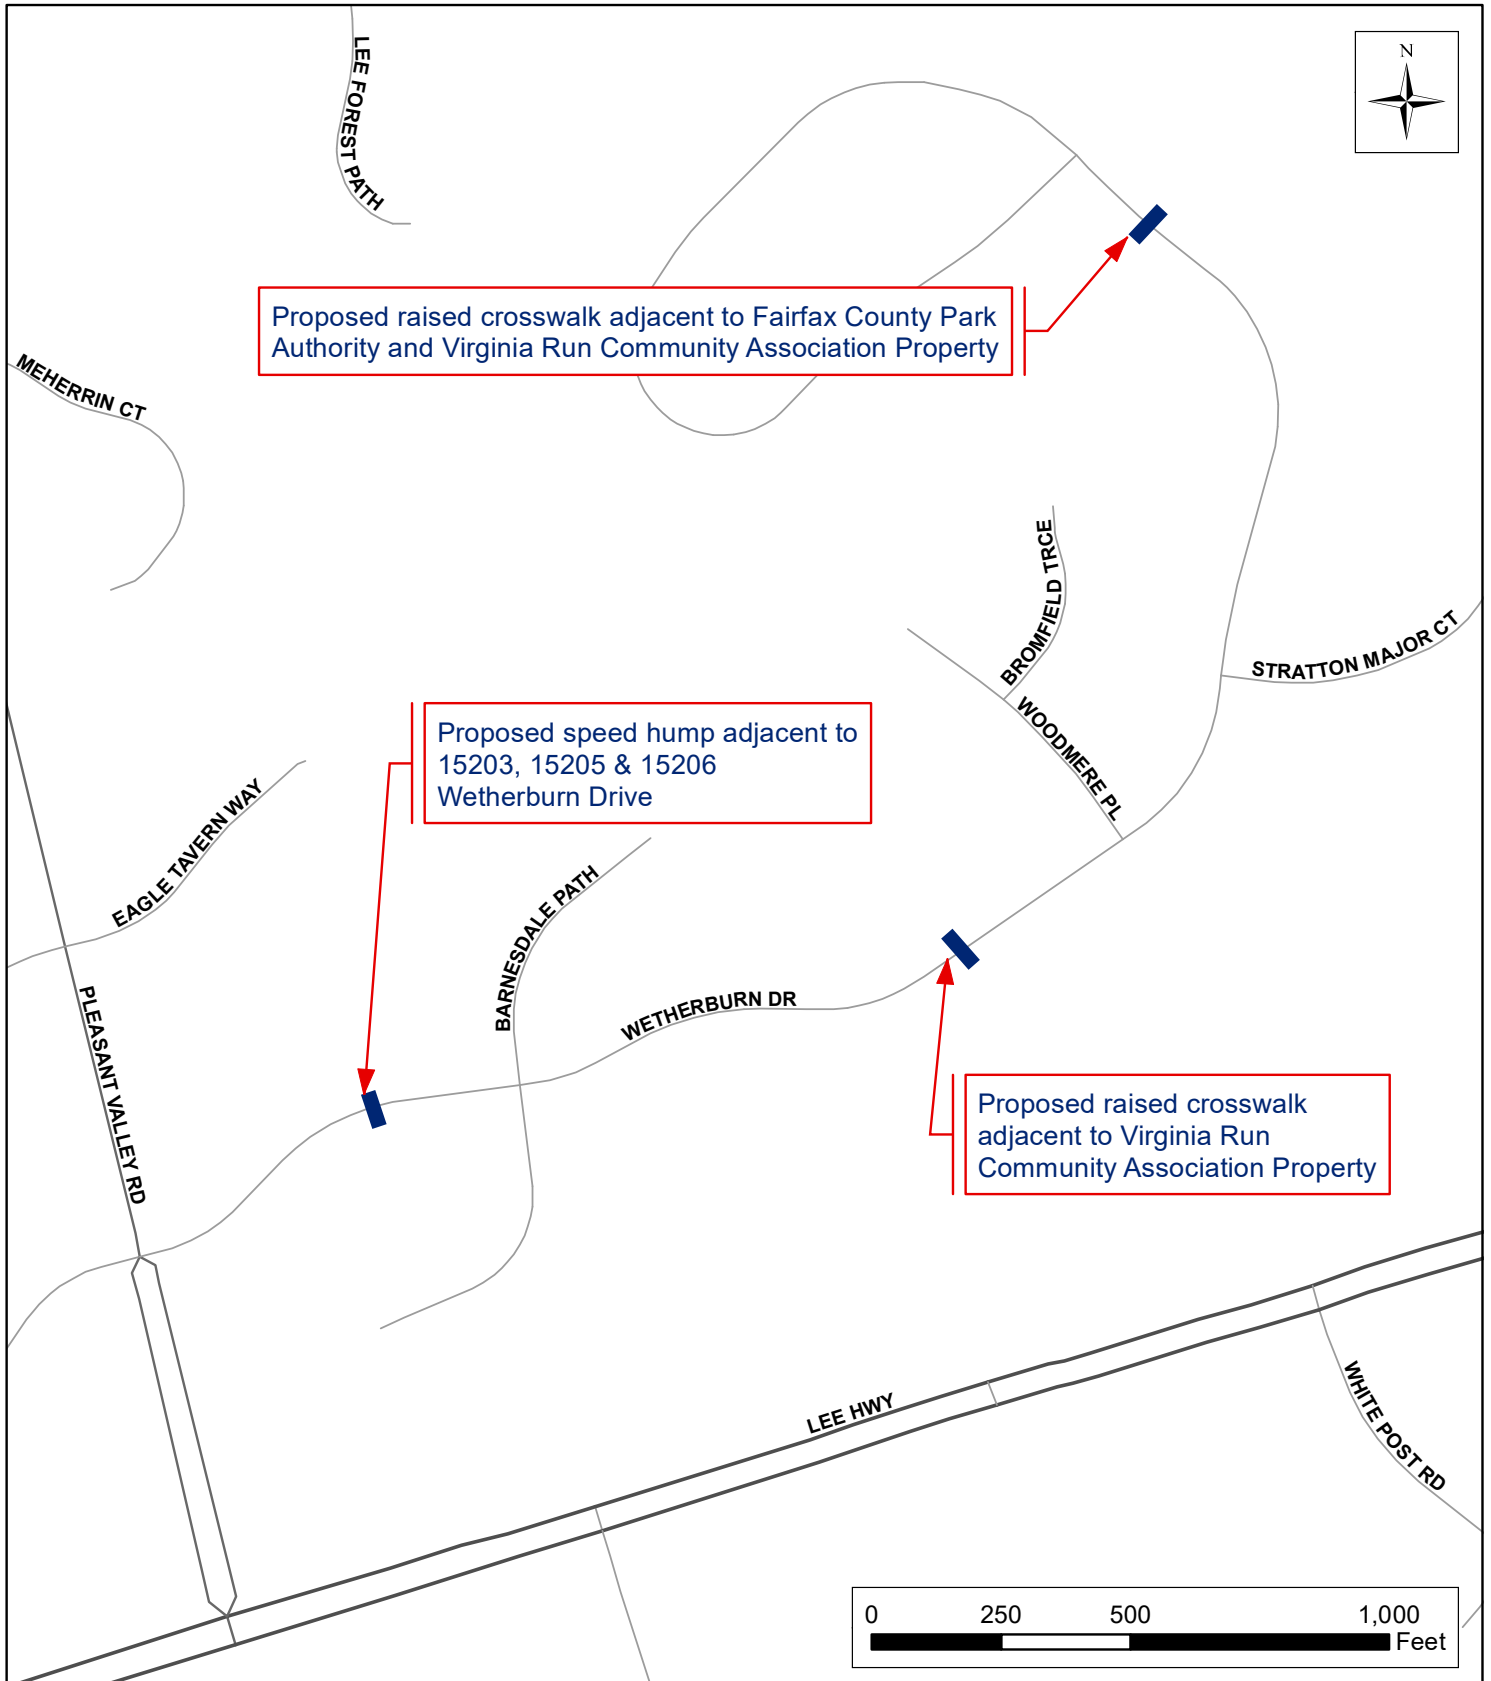 LEE FOREST PATH
N
Proposed raised crosswalk adjacent to Fairfax County Park
Authority and Virginia Run Community Association Property
MEHERRIN CT
BROMFIELD TRCE
STRATTON MAJOR CT
WOODMERE PL
Proposed speed hump adjacent to
15203, 15205 & 15206
Wetherburn Drive
EAGLE TAVERN WAY
BARNESDALE PATH
WETHERBURN DR
PLEASANT VALLEY RD
Proposed raised crosswalk
adjacent to Virginia Run
Community Association Property
LEE HWY
WHITE POST RD
0 250 500 1,000
Feet